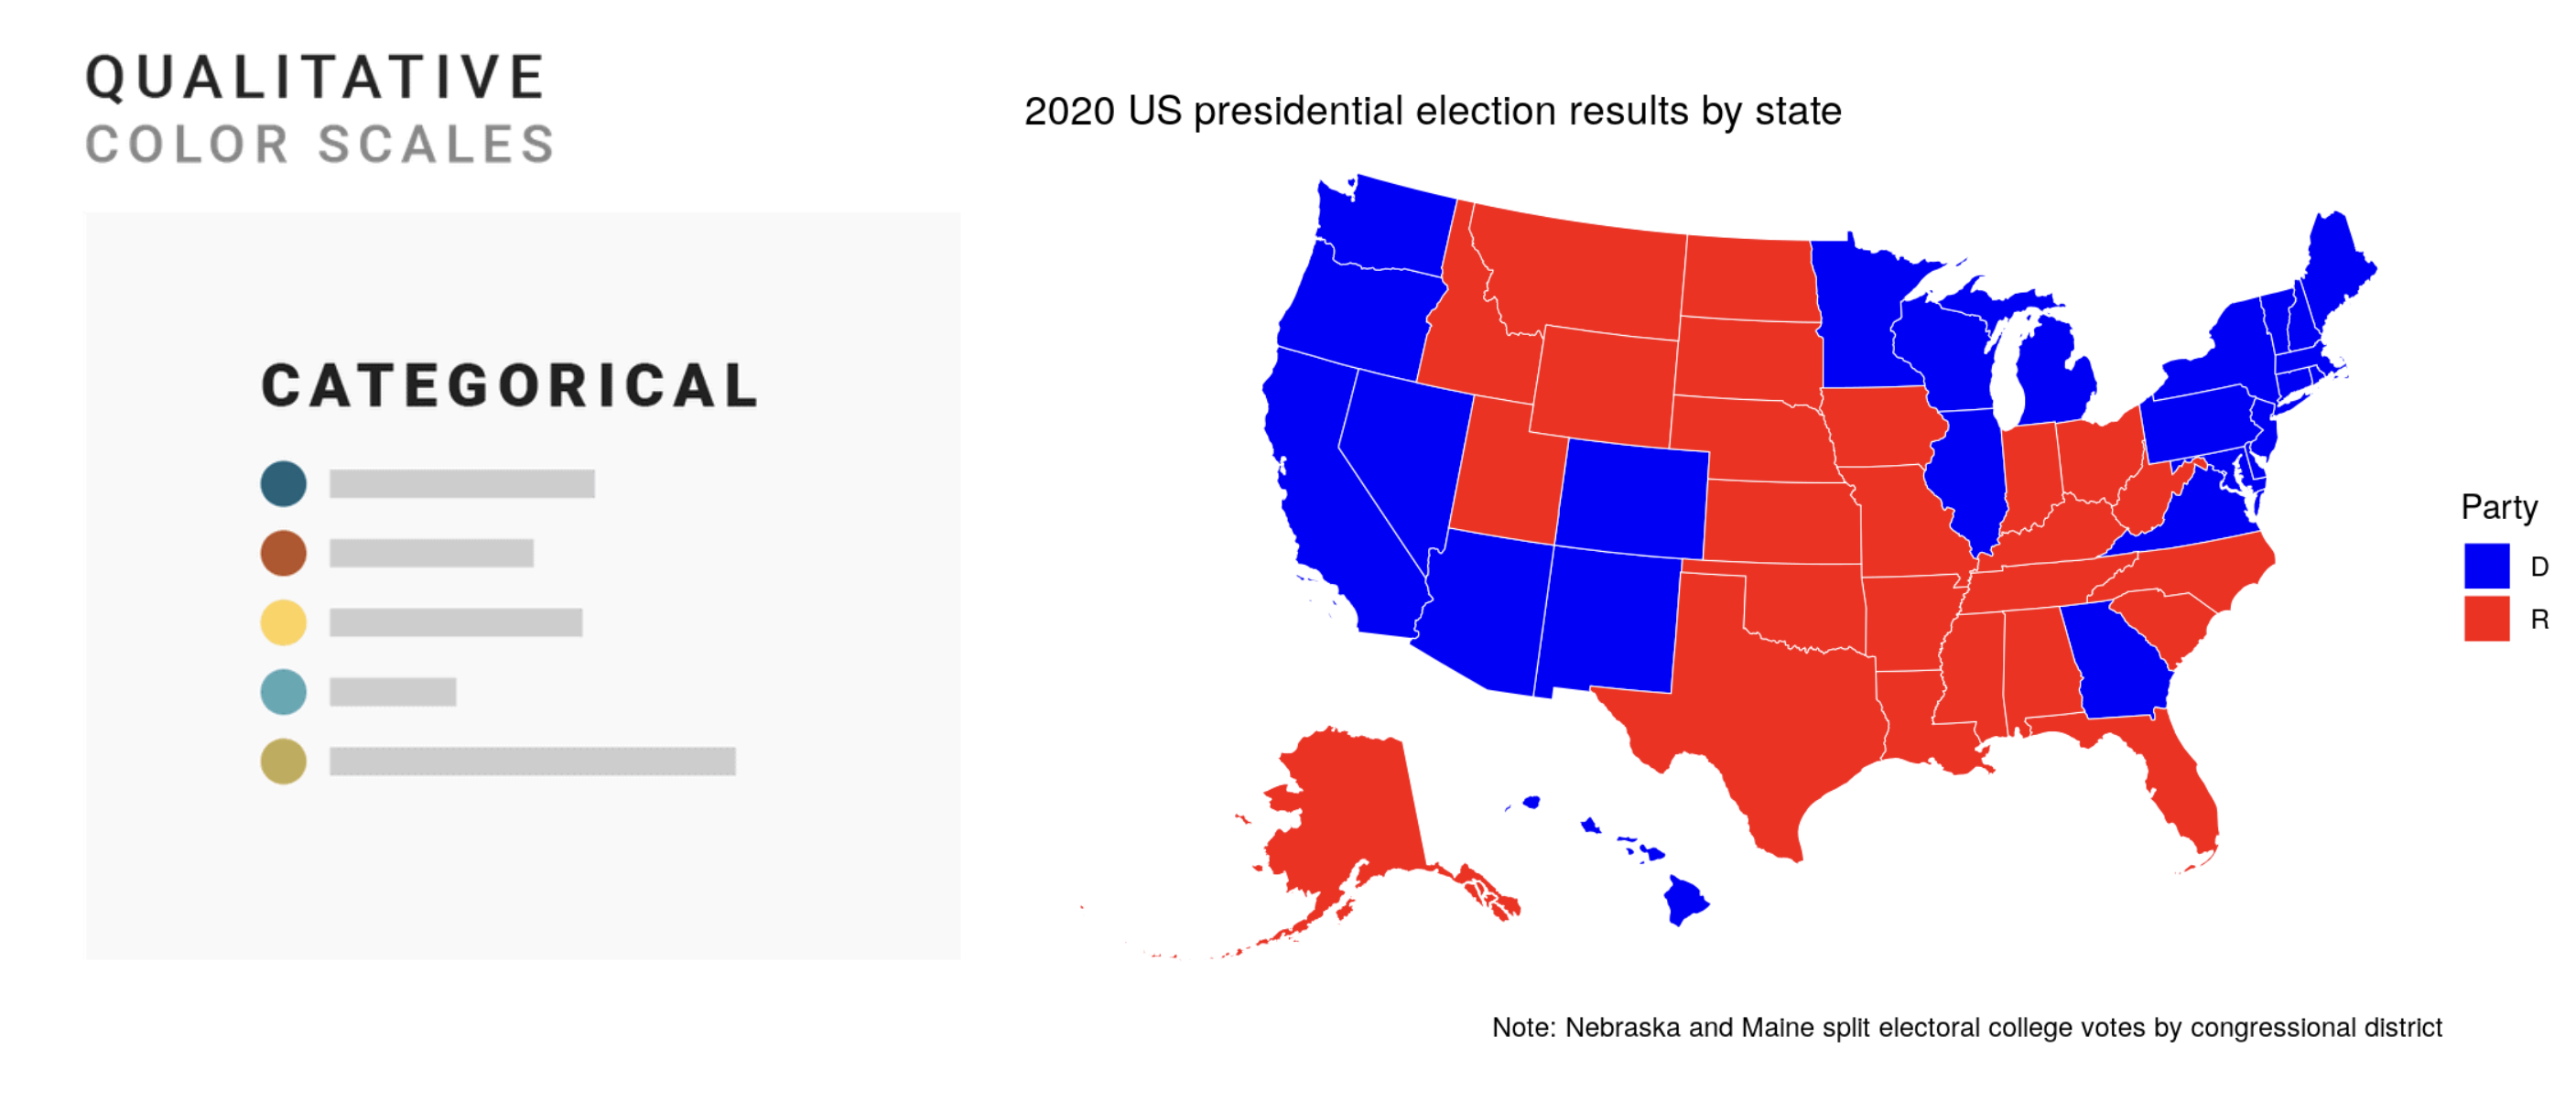 QUALITATIVE
COLOR SCALES
CATEGORICAL
2020 US presidential election results by state
Party
D
R
Note: Nebraska and Maine split electoral college votes by congressional district